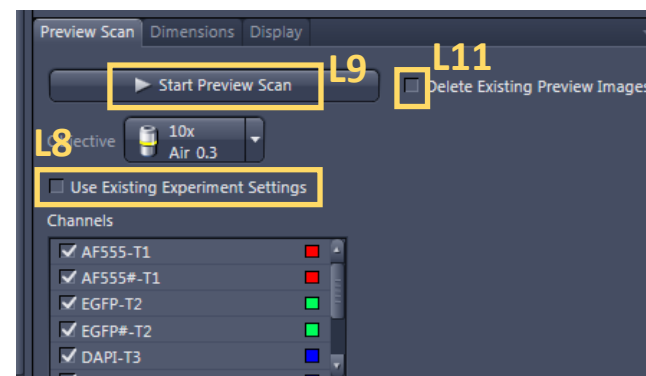 Preview Scan Dimensions Display
L9 L11
Start Preview Scan Delete Existing Preview Images
L8
Objective 10x
Air 0.3
Use Existing Experiment Settings
Channels
AF555-T1
AF555#-T1
EGFP-T2
EGFP#-T2
DAPI-T3